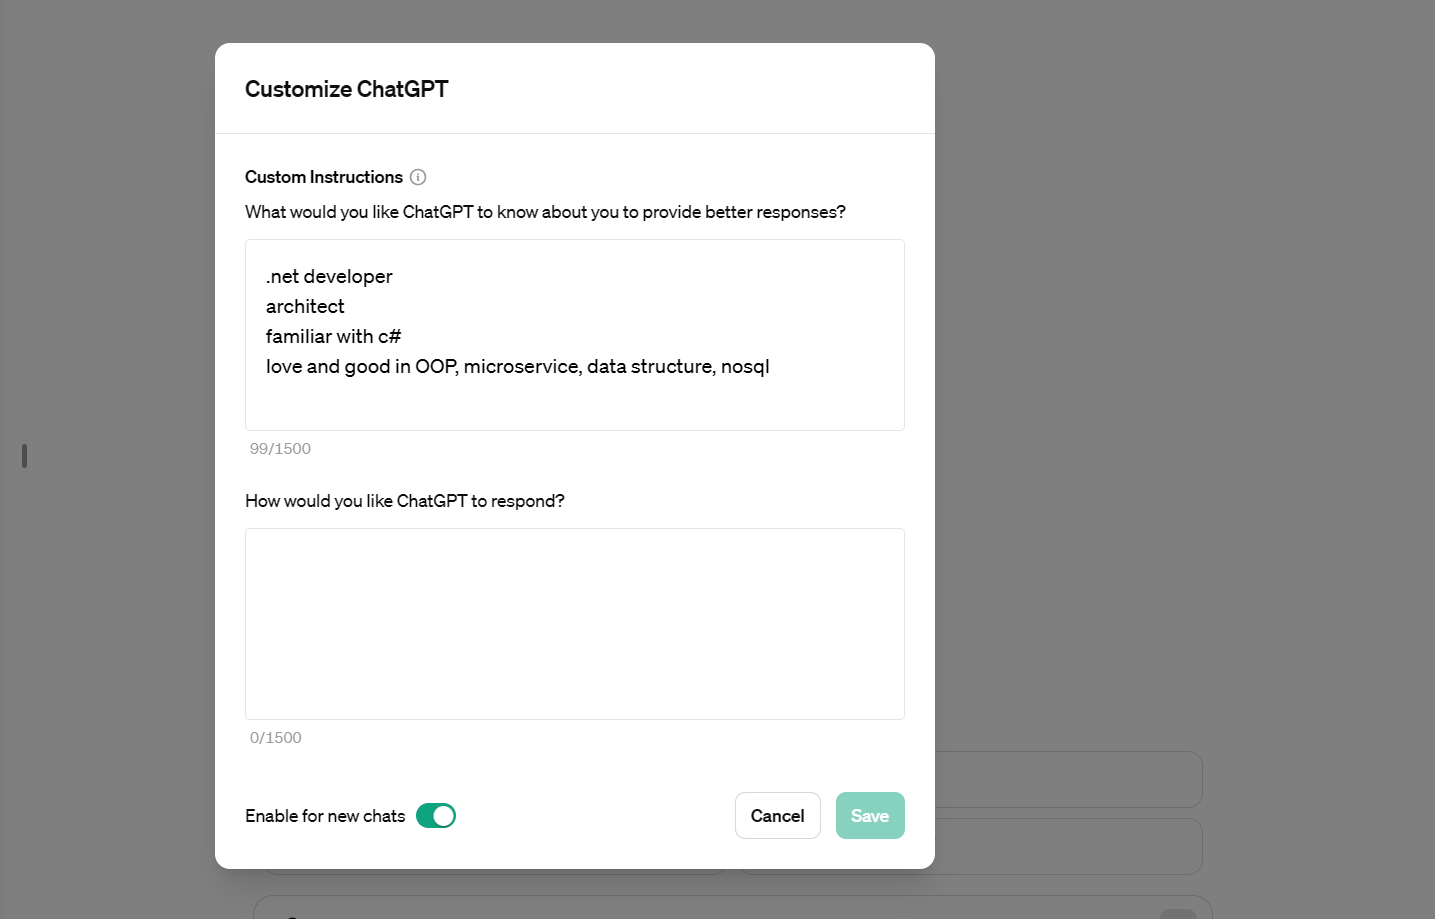 Customize ChatGPT
Custom Instructions
What would you like ChatGPT to know about you to provide better responses?
.net developer
architect
familiar with c#
love and good in OOP, microservice, data structure, nosql
99/1500
How would you like ChatGPT to respond?
0/1500
Enable for new chats
Cancel
Save